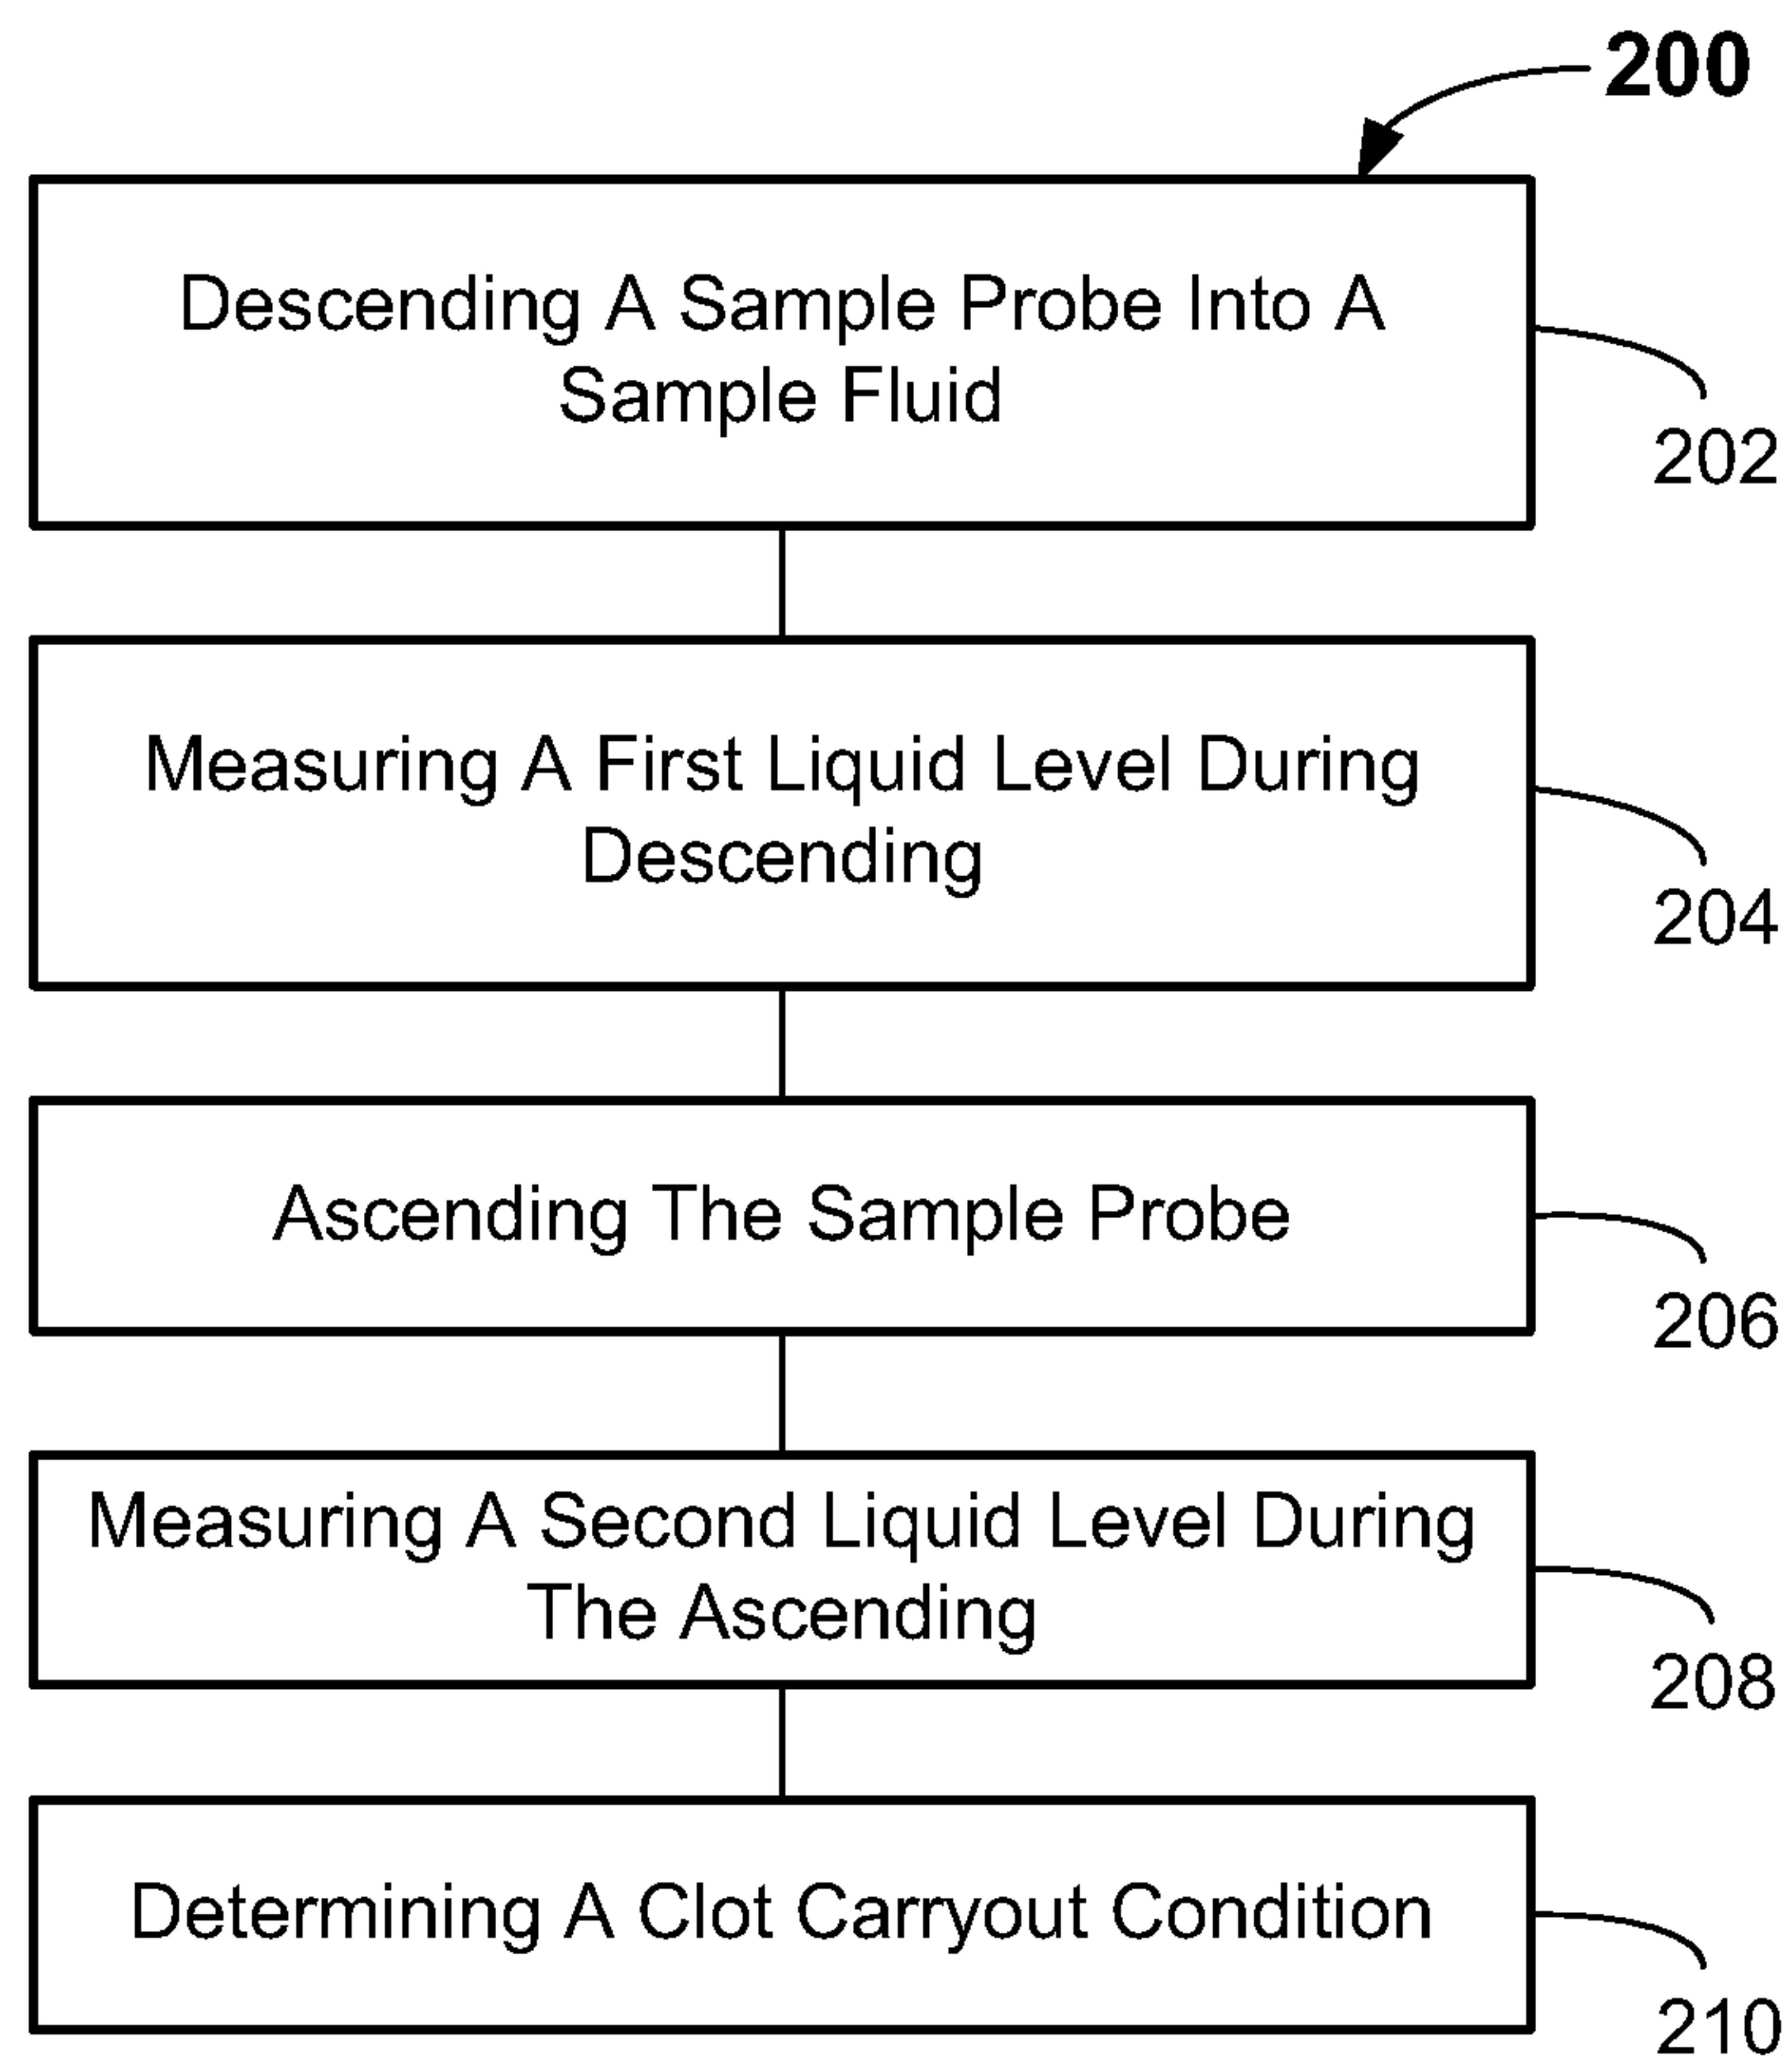 200
Descending A Sample Probe Into A
Sample Fluid
202
Measuring A First Liquid Level During
Descending
204
Ascending The Sample Probe
206
Measuring A Second Liquid Level During
The Ascending
208
Determining A Clot Carryout Condition
210